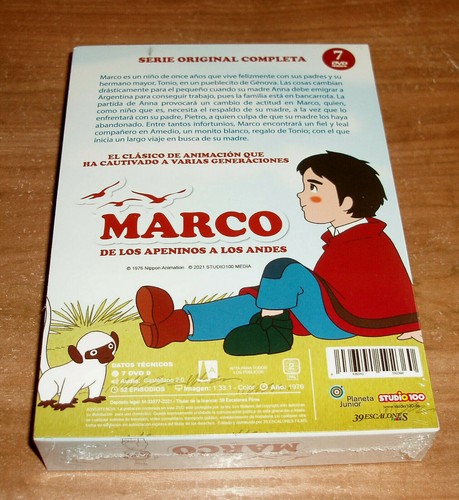 SERIE ORIGINAL COMPLETA
7
DVD
Marco es un niño de once años que vive felizmente con sus padres y su
hermano mayor, Tonio, en un pueblecito de Génova. Las cosas cambian
drásticamente para el pequeño cuando su madre Anna debe emigrar a
Argentina para conseguir trabajo, pues la familia está en bancarrota. La
partida de Anna provocará un cambio de actitud en Marco, quien,
como niño que es, necesita el respaldo de su madre, a la vez que lo
enfrentará con su padre, Pietro, a quien culpa de que su madre los haya
abandonado. Entre tantos infortunios, Marco encontrará un fiel y leal
compañero en Amedio, un monito blanco, regalo de Tonio; con el que
inicia un largo viaje en busca de su madre.
EL CLÁSICO DE ANIMACIÓN QUE
HA CAUTIVADO A VARIAS GENERACIONES
MARCO
DE LOS APENINOS A LOS ANDES
© 1976 Nippon Animation © 2021 STUDIO100 MEDIA
DATOS TÉCNICOS
7 DVD
52 EPISODIOS
Imagen: 1.33:1 - Color
Año: 1976
A
2
Planeta
Junior
STUDIO 100
39 ESCALONES
MARCO